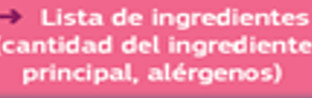 → Lista de ingredientes
(cantidad del ingrediente
principal, alérgenos)